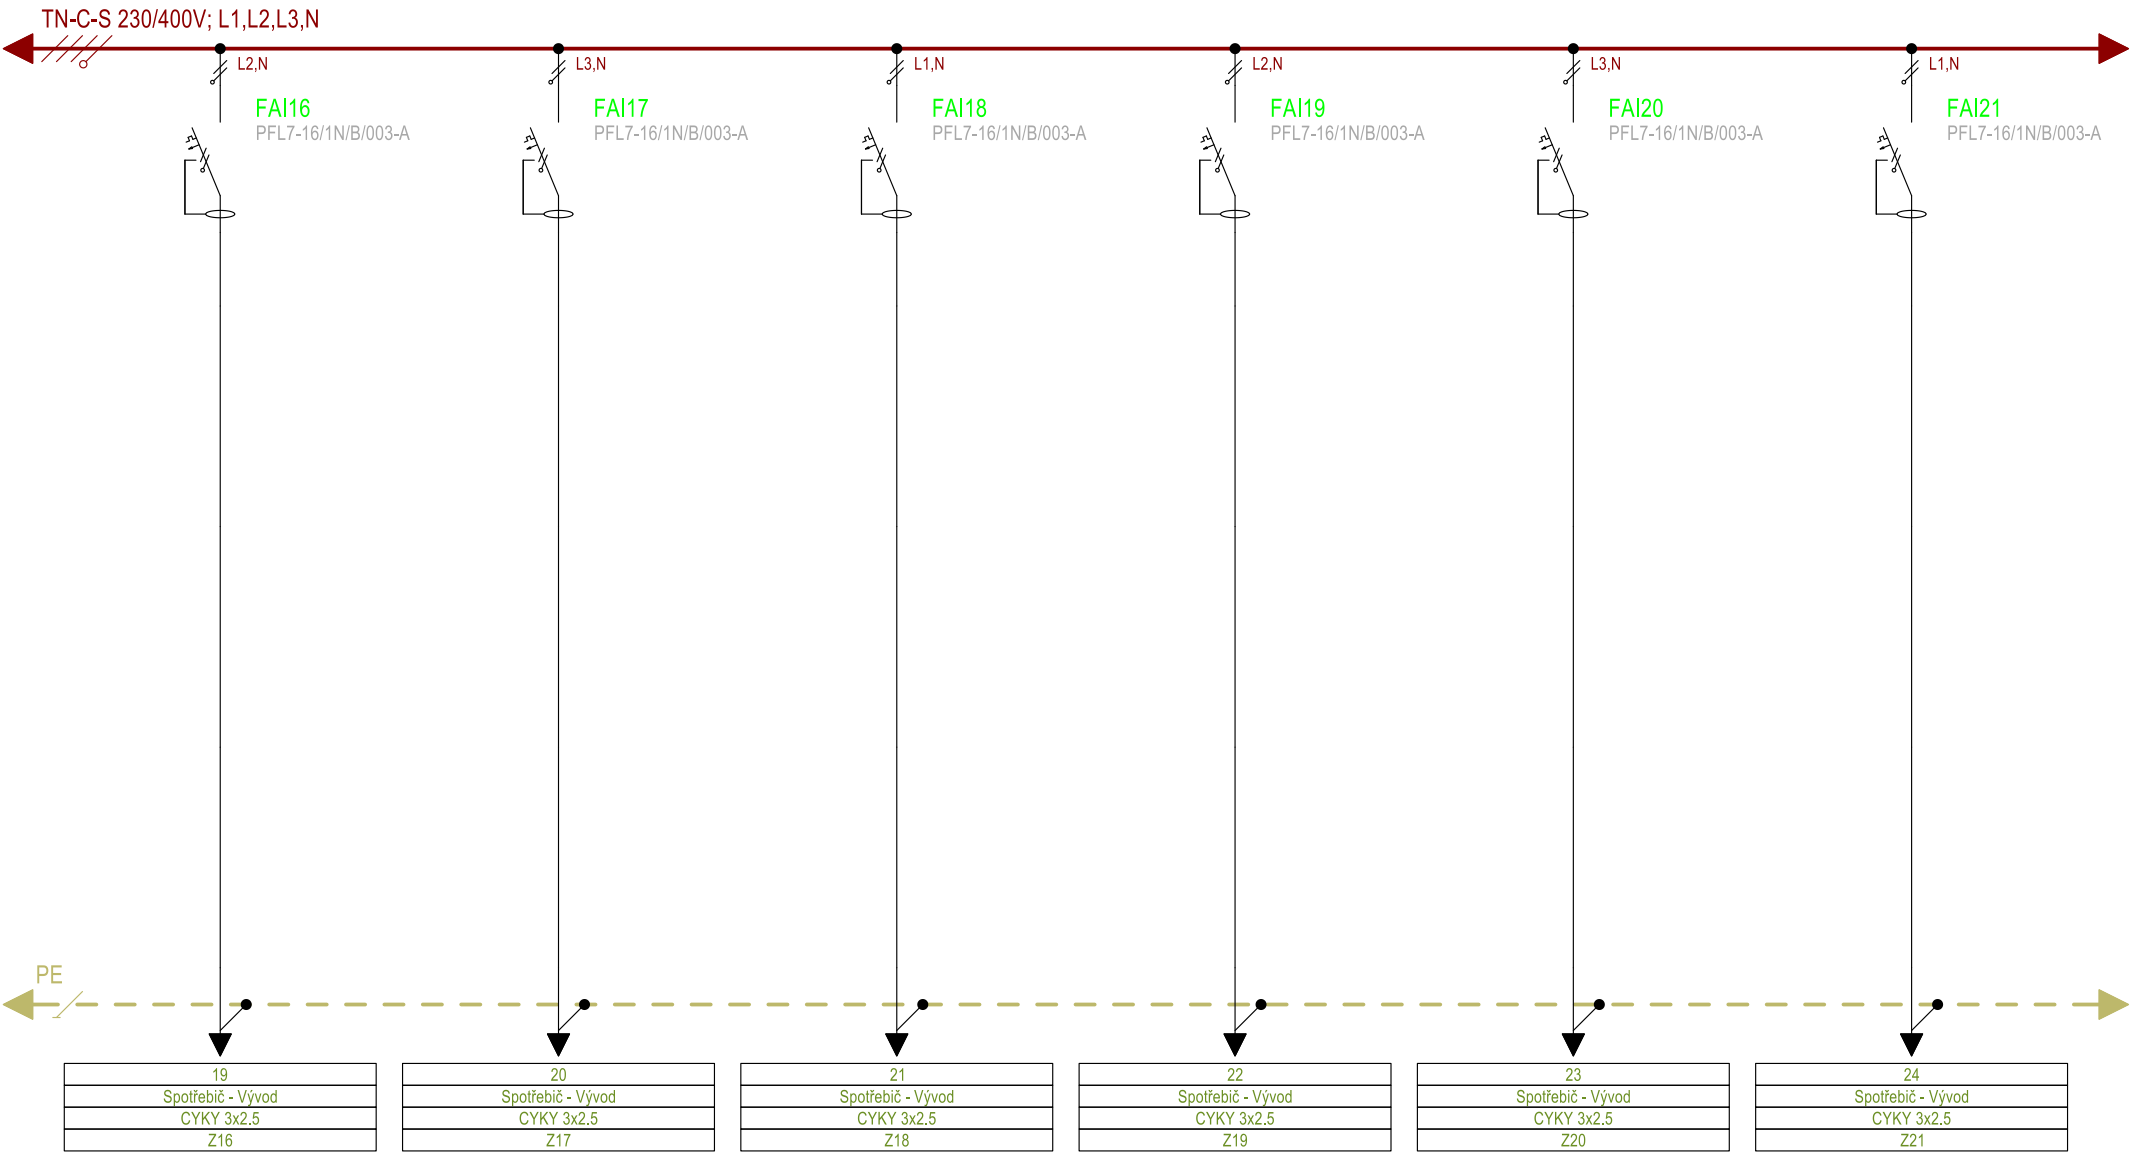 TN-C-S 230/400V; L1,L2,L3,N
L2,N
L3,N
L1,N
L2,N
L3,N
L1,N
FAI16
PFL7-16/1N/B/003-A
FAI17
PFL7-16/1N/B/003-A
FAI18
PFL7-16/1N/B/003-A
FAI19
PFL7-16/1N/B/003-A
FAI20
PFL7-16/1N/B/003-A
FAI21
PFL7-16/1N/B/003-A
PE
19
Spotřebič - Vývod
CYKY 3x2.5
Z16
20
Spotřebič - Vývod
CYKY 3x2.5
Z17
21
Spotřebič - Vývod
CYKY 3x2.5
Z18
22
Spotřebič - Vývod
CYKY 3x2.5
Z19
23
Spotřebič - Vývod
CYKY 3x2.5
Z20
24
Spotřebič - Vývod
CYKY 3x2.5
Z21